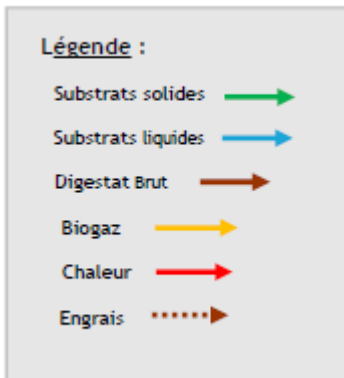 Légende :
Substrats solides
Substrats liquides
Digestat Brut
Biogaz
Chaleur
Engrais